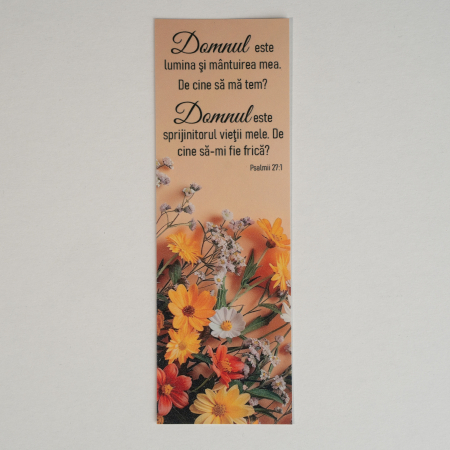 Domnul este
lumina şi mântuirea mea.
De cine să mă tem?
Domnul este
sprijinitorul vieţii mele. De
cine să-mi fie frică?
Psalmii 27:1